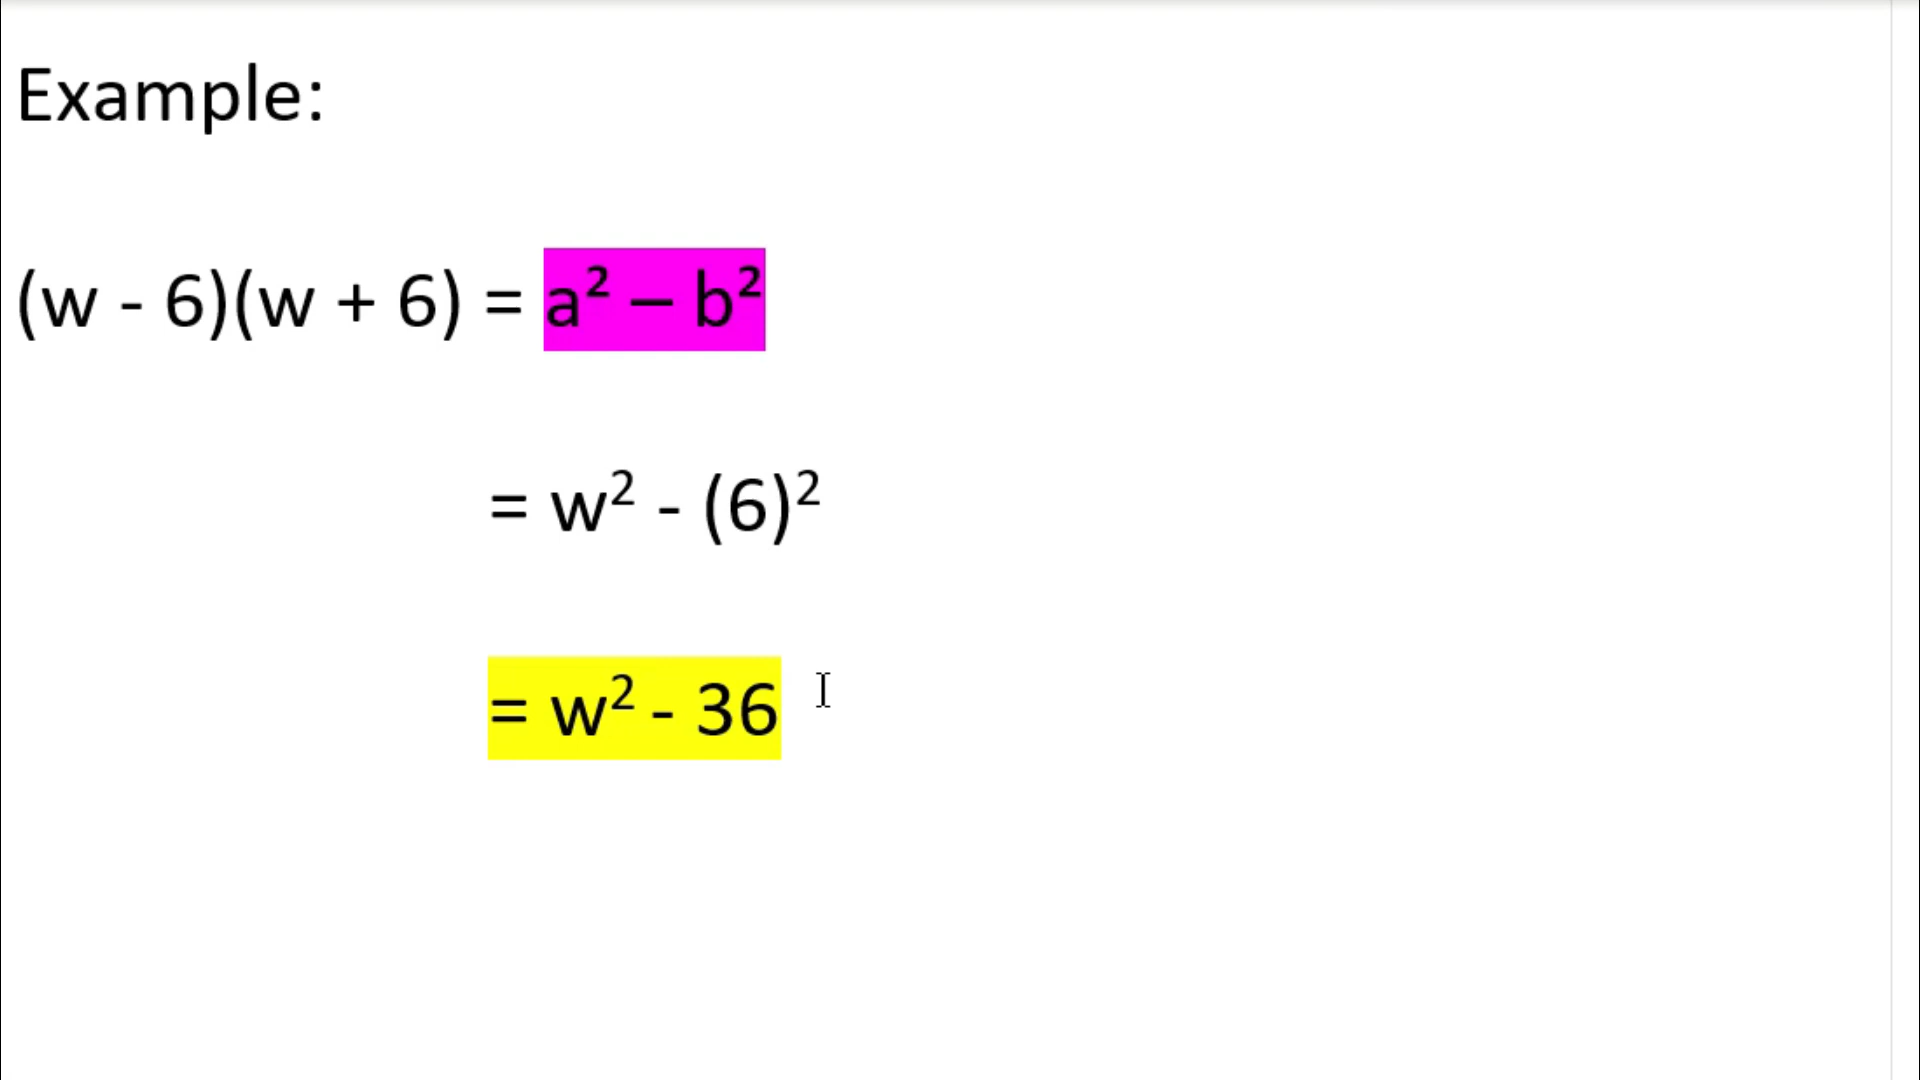 Example:
(w - 6)(w + 6) = a² – b²
= w² - (6)²
= w² - 36